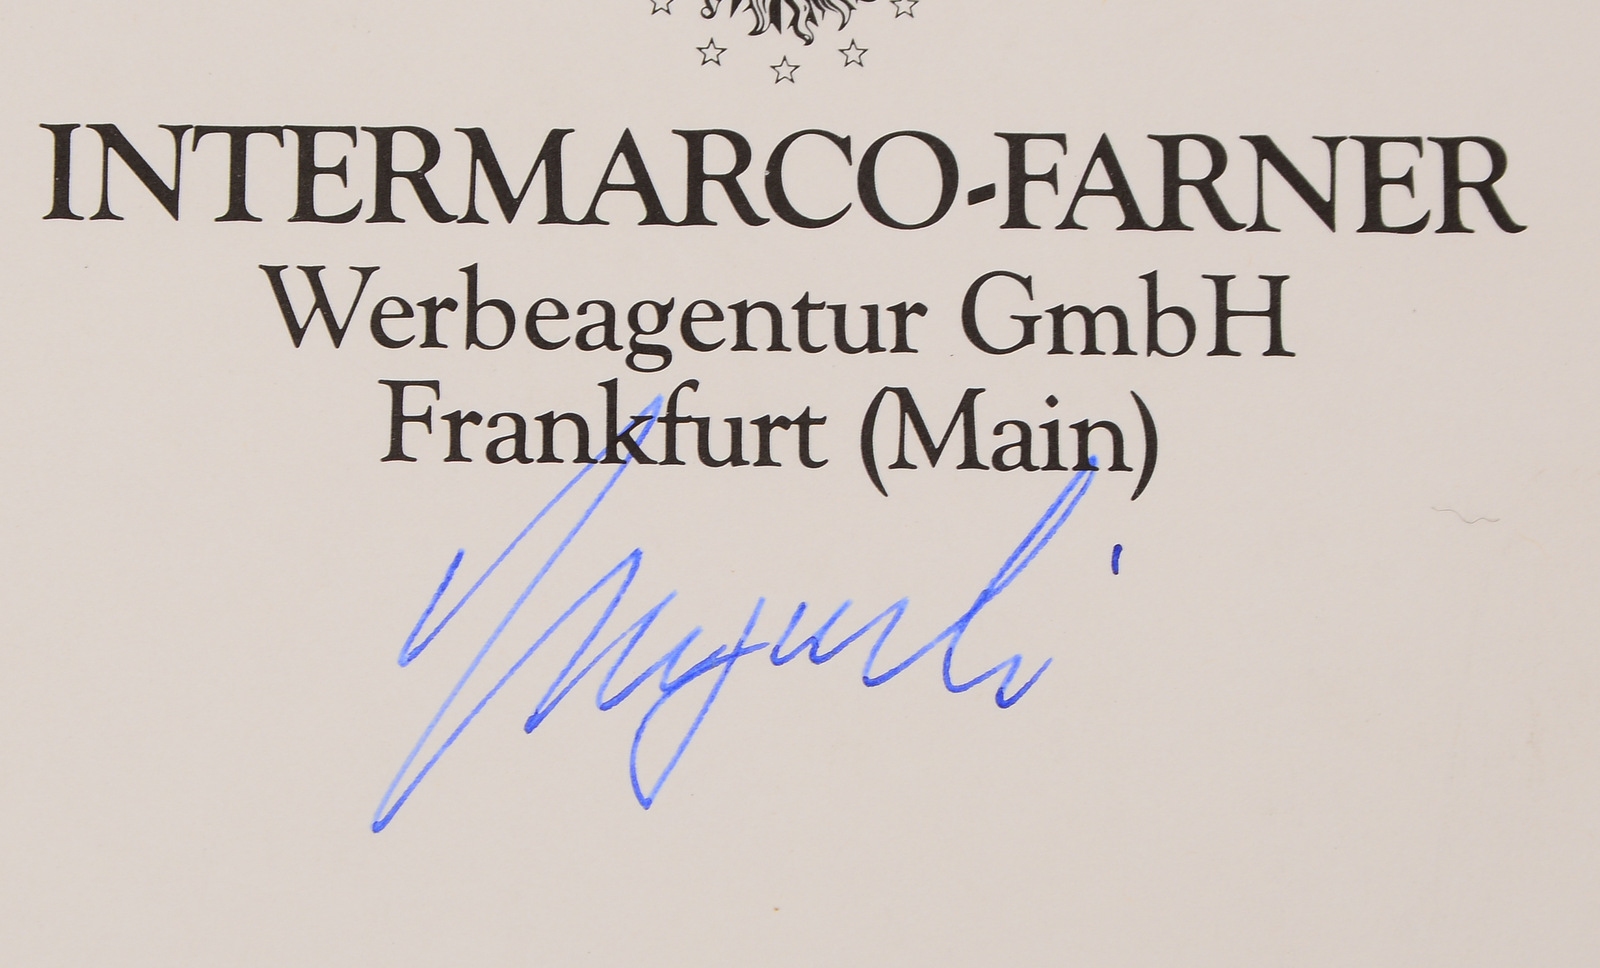 INTERMARCO-FARNER
Werbeagentur GmbH
Frankfurt (Main)